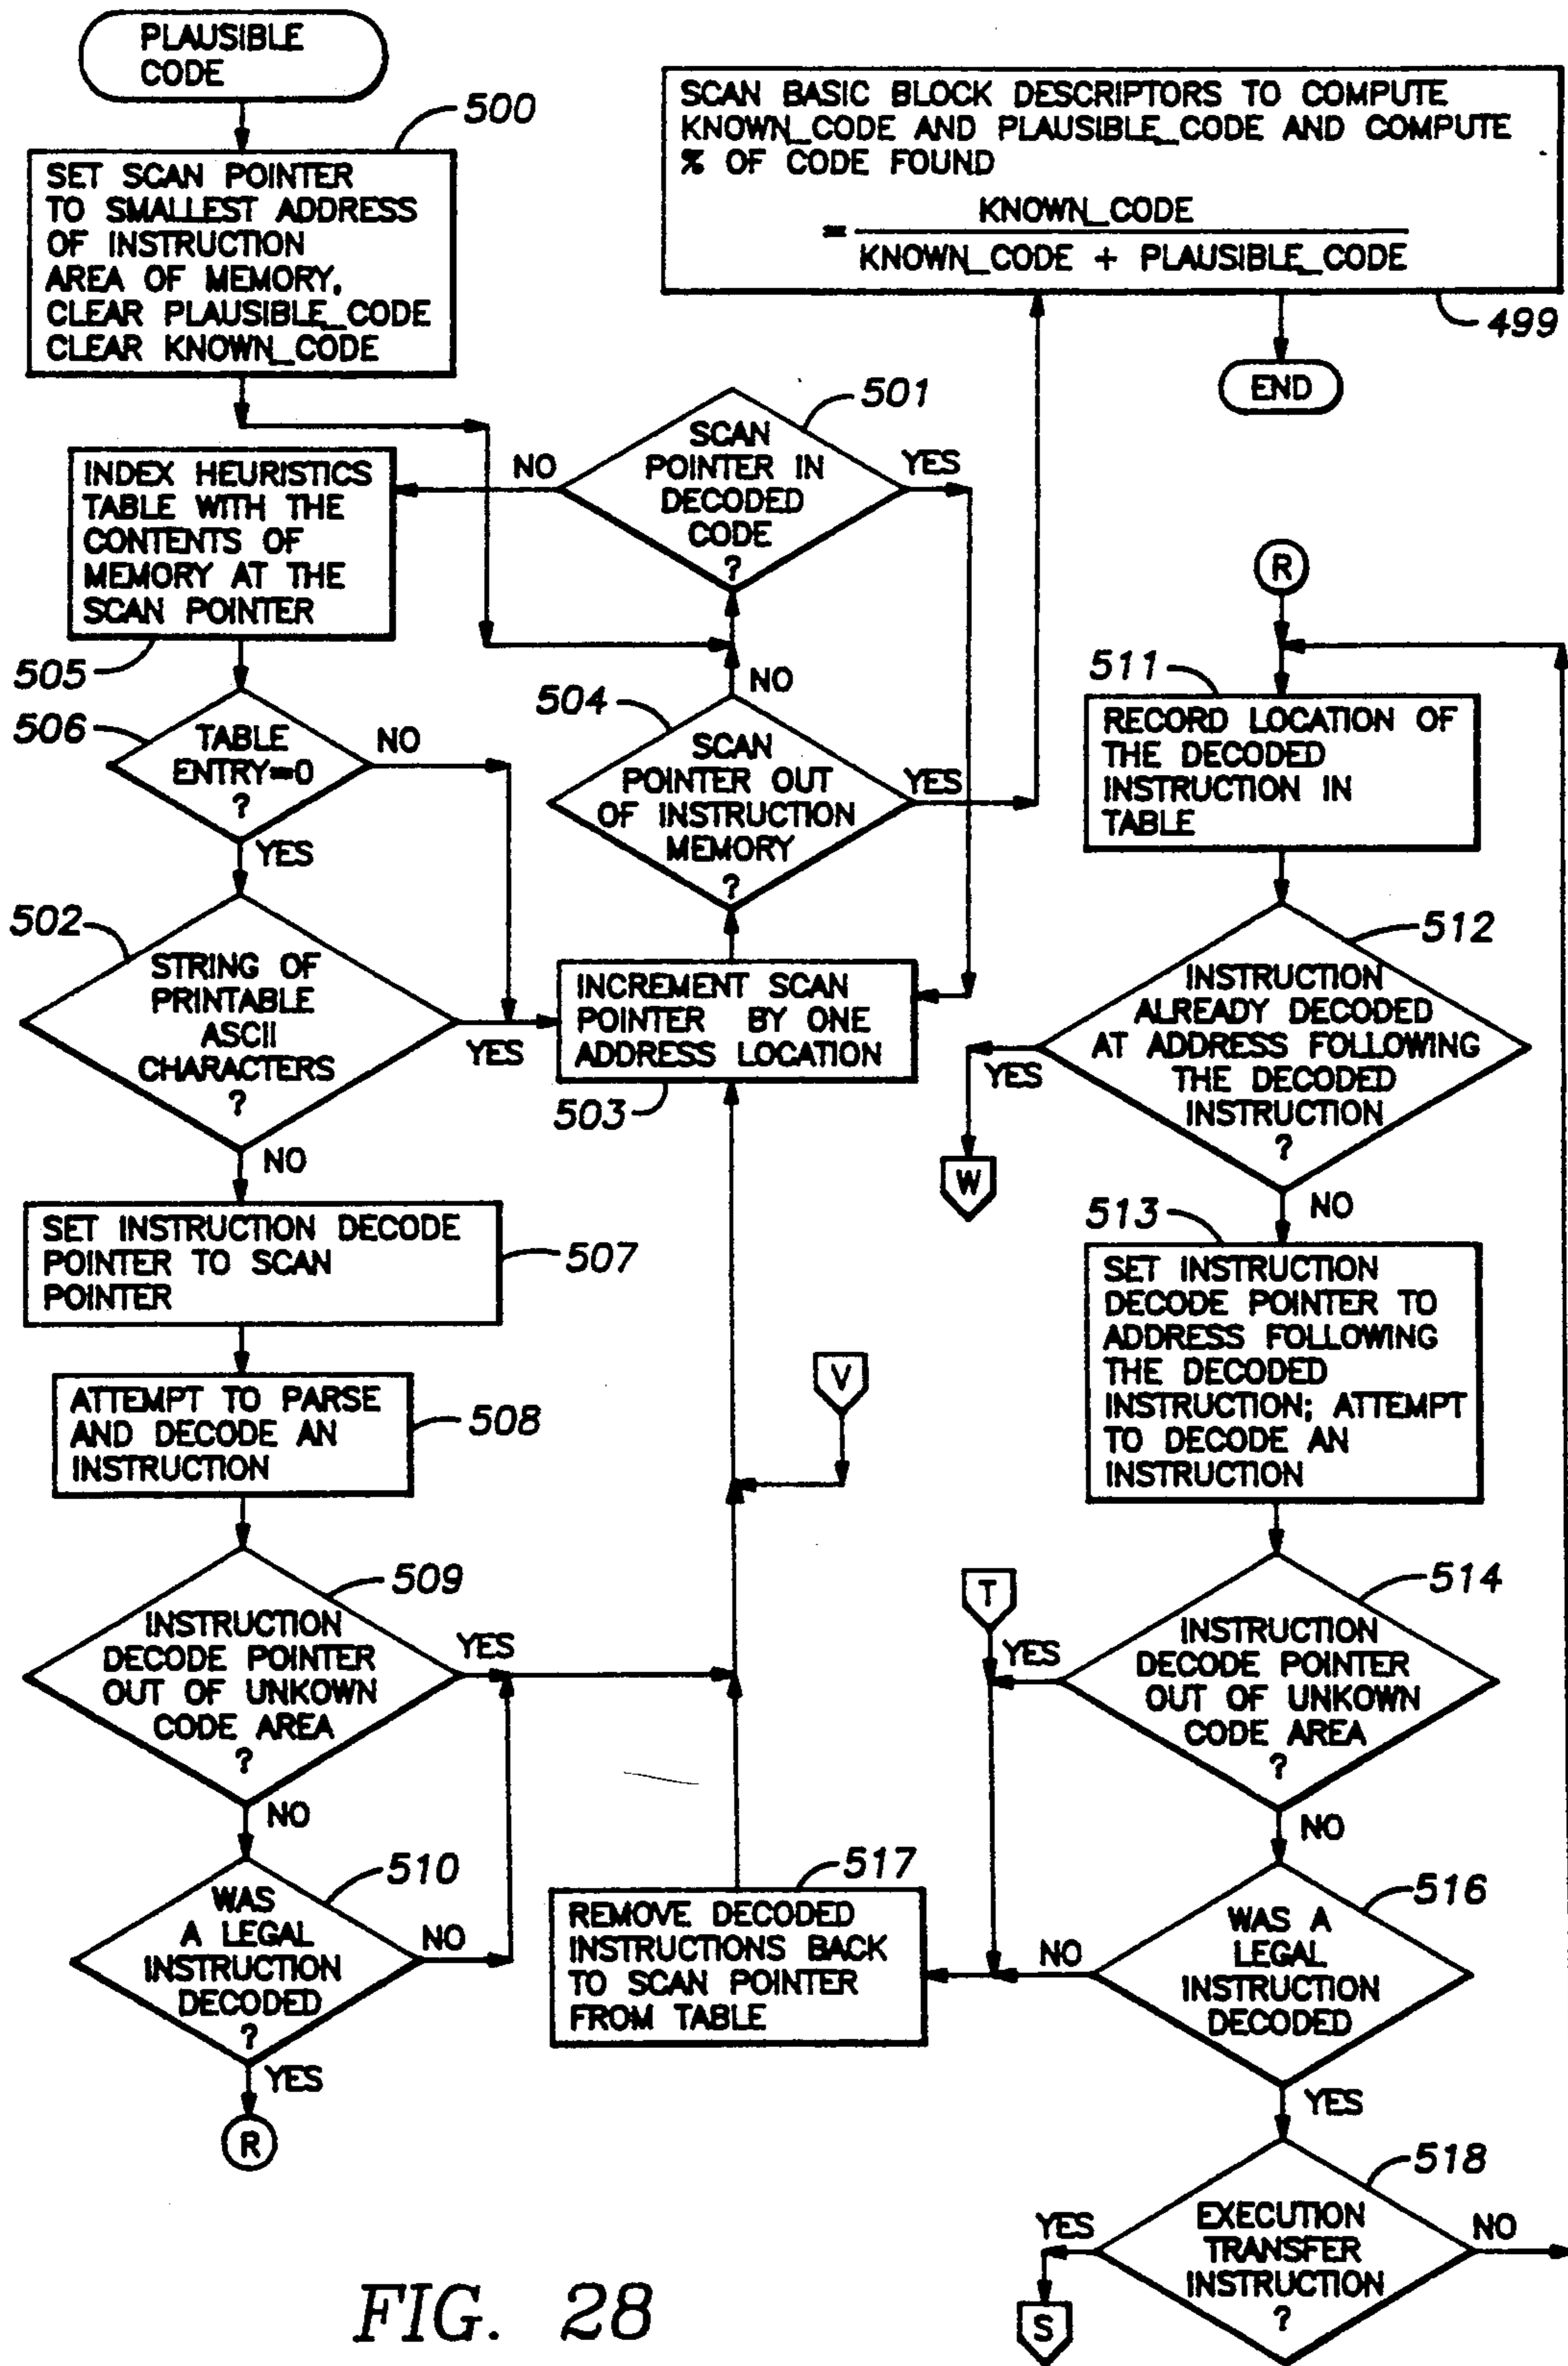 PLAUSIBLE
CODE
500
SET SCAN POINTER
TO SMALLEST ADDRESS
OF INSTRUCTION
AREA OF MEMORY,
CLEAR PLAUSIBLE_CODE
CLEAR KNOWN_CODE
SCAN BASIC BLOCK DESCRIPTORS TO COMPUTE
KNOWN_CODE AND PLAUSIBLE_CODE AND COMPUTE
% OF CODE FOUND
KNOWN_CODE
=
KNOWN_CODE + PLAUSIBLE_CODE
499
END
501
SCAN
POINTER IN
DECODED
CODE
?
NO
YES
INDEX HEURISTICS
TABLE WITH THE
CONTENTS OF
MEMORY AT THE
SCAN POINTER
505
506
TABLE
ENTRY=0
?
NO
YES
504
SCAN
POINTER OUT
OF INSTRUCTION
MEMORY
?
NO
YES
502
STRING OF
PRINTABLE
ASCII
CHARACTERS
?
YES
NO
INCREMENT SCAN
POINTER BY ONE
ADDRESS LOCATION
503
SET INSTRUCTION DECODE
POINTER TO SCAN
POINTER
507
ATTEMPT TO PARSE
AND DECODE AN
INSTRUCTION
508
V
509
INSTRUCTION
DECODE POINTER
OUT OF UNKOWN
CODE AREA
?
YES
NO
510
WAS
A LEGAL
INSTRUCTION
DECODED
?
NO
YES
R
517
REMOVE DECODED
INSTRUCTIONS BACK
TO SCAN POINTER
FROM TABLE
R
511
RECORD LOCATION OF
THE DECODED
INSTRUCTION IN
TABLE
512
INSTRUCTION
ALREADY DECODED
AT ADDRESS FOLLOWING
THE DECODED
INSTRUCTION
?
YES
W
NO
513
SET INSTRUCTION
DECODE POINTER TO
ADDRESS FOLLOWING
THE DECODED
INSTRUCTION; ATTEMPT
TO DECODE AN
INSTRUCTION
T
514
INSTRUCTION
DECODE POINTER
OUT OF UNKOWN
CODE AREA
?
YES
NO
516
WAS A
LEGAL
INSTRUCTION
DECODED
NO
YES
518
EXECUTION
TRANSFER
INSTRUCTION
?
YES
NO
S
FIG. 28